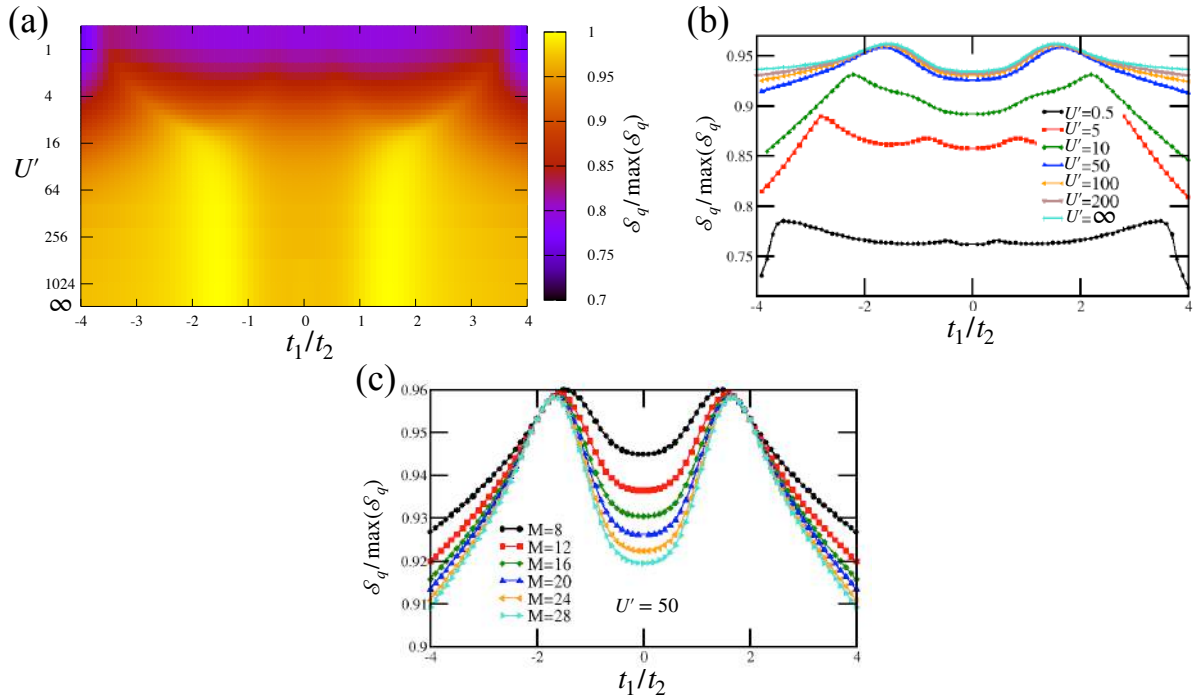 (a)
1
4
16
U′
64
256
1024
∞
-4 -3 -2 -1 0 1 2 3 4
t₁/t₂
1
0.95
0.9
0.85
0.8
0.75
0.7
𝒮q/max(𝒮q)
(b)
0.95
0.9
0.85
0.8
0.75
𝒮q/max(𝒮q)
U′=0.5
U′=5
U′=10
U′=50
U′=100
U′=200
U′=∞
-4 -2 0 2 4
t₁/t₂
(c)
0.96
0.95
0.94
0.93
0.92
0.91
0.9
𝒮q/max(𝒮q)
M=8
M=12
M=16
M=20
M=24
M=28
U′ = 50
-4 -2 0 2 4
t₁/t₂